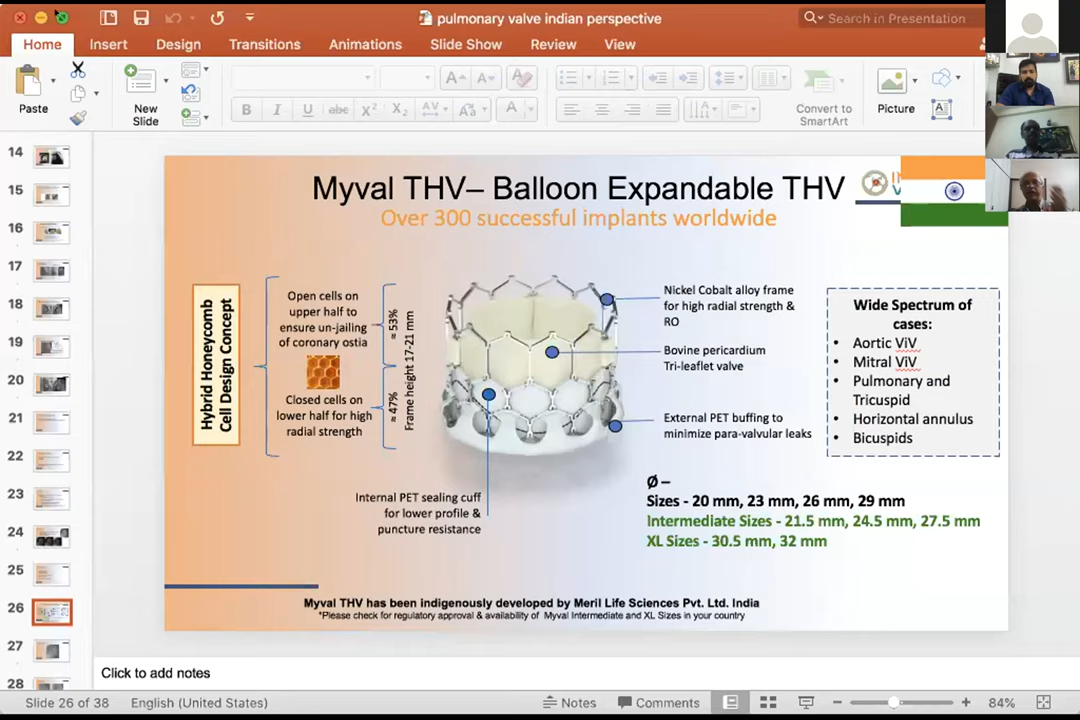 pulmonary valve indian perspective
Search in Presentation
Home
Insert
Design
Transitions
Animations
Slide Show
Review
View
Paste
New
Slide
B
I
U
abc
X²
X₂
AV
Aa
A
Convert to
SmartArt
Picture
14
15
16
17
18
19
20
21
22
23
24
25
26
27
28
Myval THV– Balloon Expandable THV
Over 300 successful implants worldwide
Hybrid Honeycomb
Cell Design Concept
Open cells on
upper half to
ensure un-jailing
of coronary ostia
Closed cells on
lower half for high
radial strength
≈ 53%
≈ 47%
Frame height 17-21 mm
Internal PET sealing cuff
for lower profile &
puncture resistance
Nickel Cobalt alloy frame
for high radial strength &
RO
Bovine pericardium
Tri-leaflet valve
External PET buffing to
minimize para-valvular leaks
Wide Spectrum of
cases:
• Aortic ViV
• Mitral ViV
• Pulmonary and
Tricuspid
• Horizontal annulus
• Bicuspids
Ø –
Sizes - 20 mm, 23 mm, 26 mm, 29 mm
Intermediate Sizes - 21.5 mm, 24.5 mm, 27.5 mm
XL Sizes - 30.5 mm, 32 mm
Myval THV has been indigenously developed by Meril Life Sciences Pvt. Ltd. India
*Please check for regulatory approval & availability of Myval Intermediate and XL Sizes in your country
Click to add notes
Slide 26 of 38
English (United States)
Notes
Comments
84%